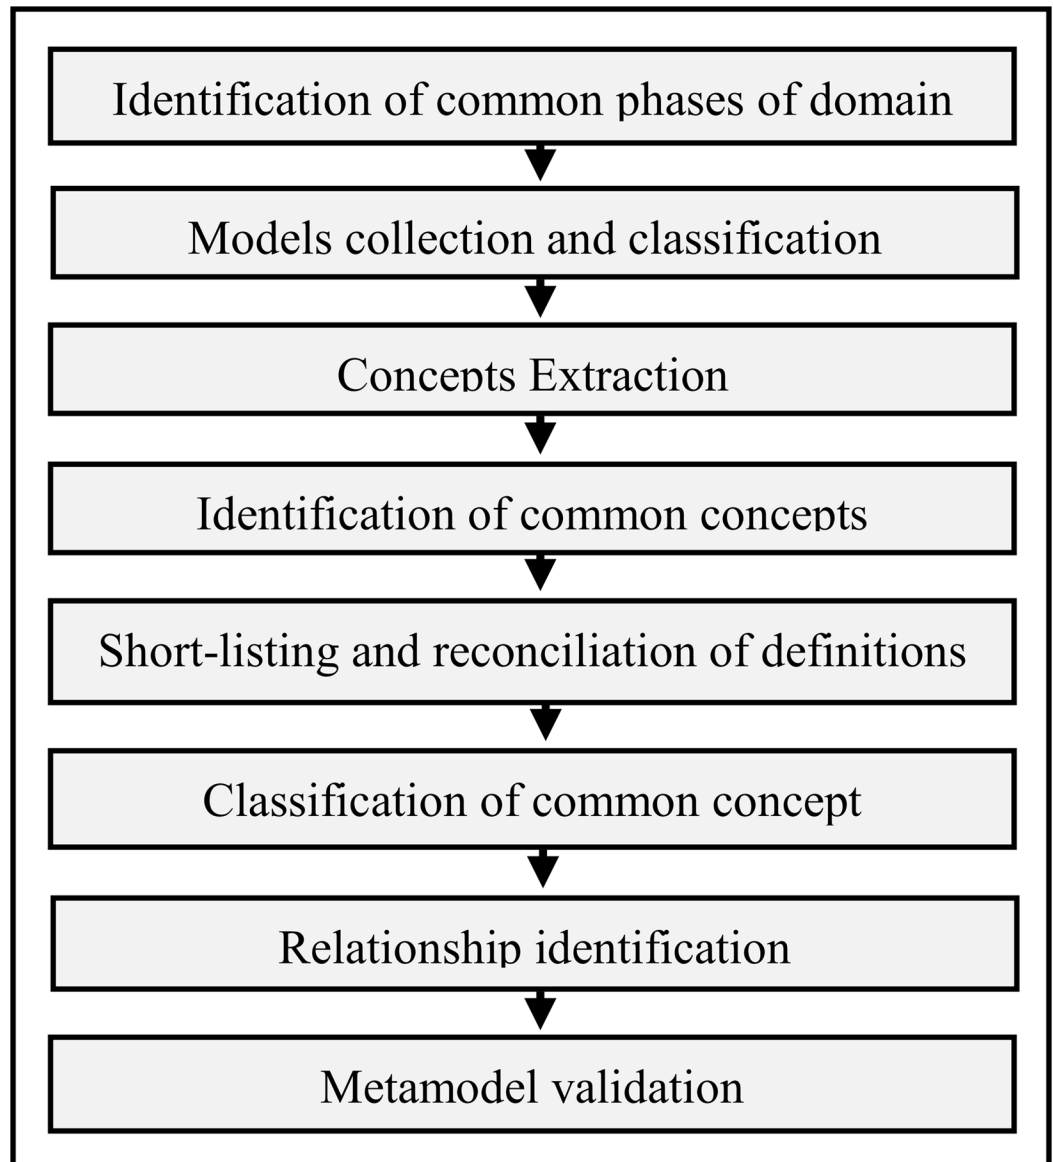 Identification of common phases of domain
Models collection and classification
Concepts Extraction
Identification of common concepts
Short-listing and reconciliation of definitions
Classification of common concept
Relationship identification
Metamodel validation